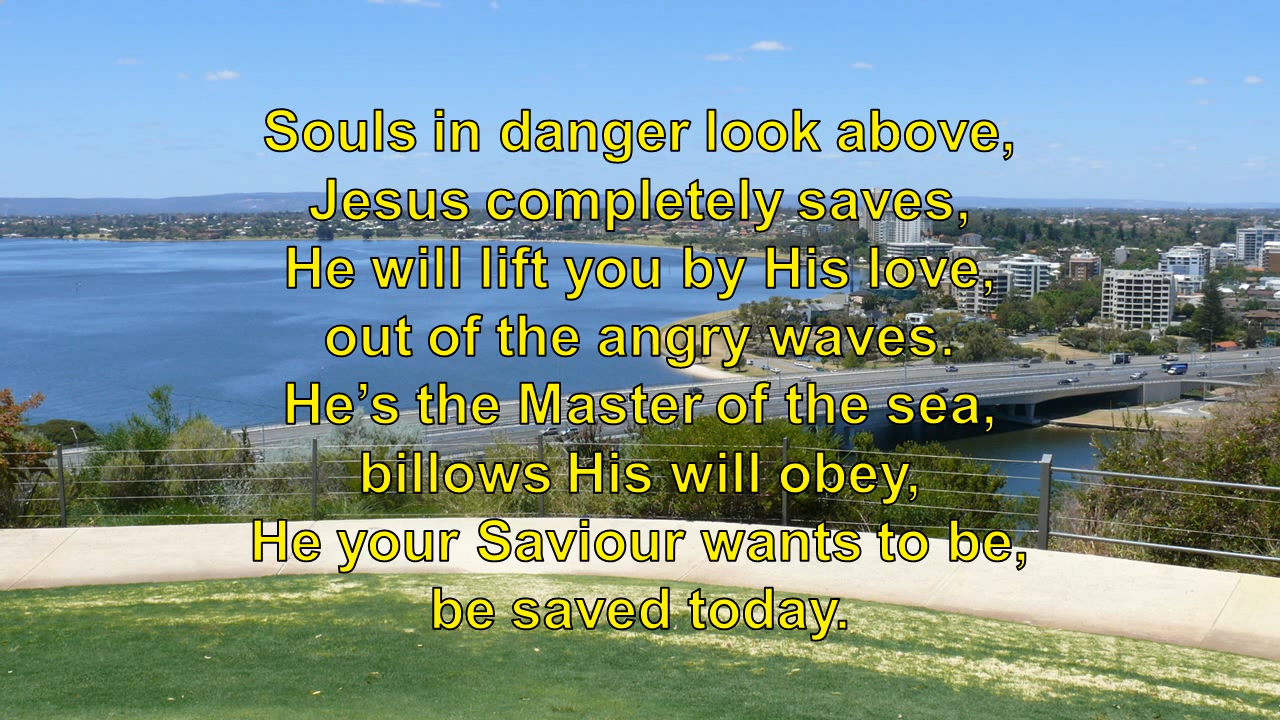 Souls in danger look above,
Jesus completely saves,
He will lift you by His love,
out of the angry waves.
He’s the Master of the sea,
billows His will obey,
He your Saviour wants to be,
be saved today.